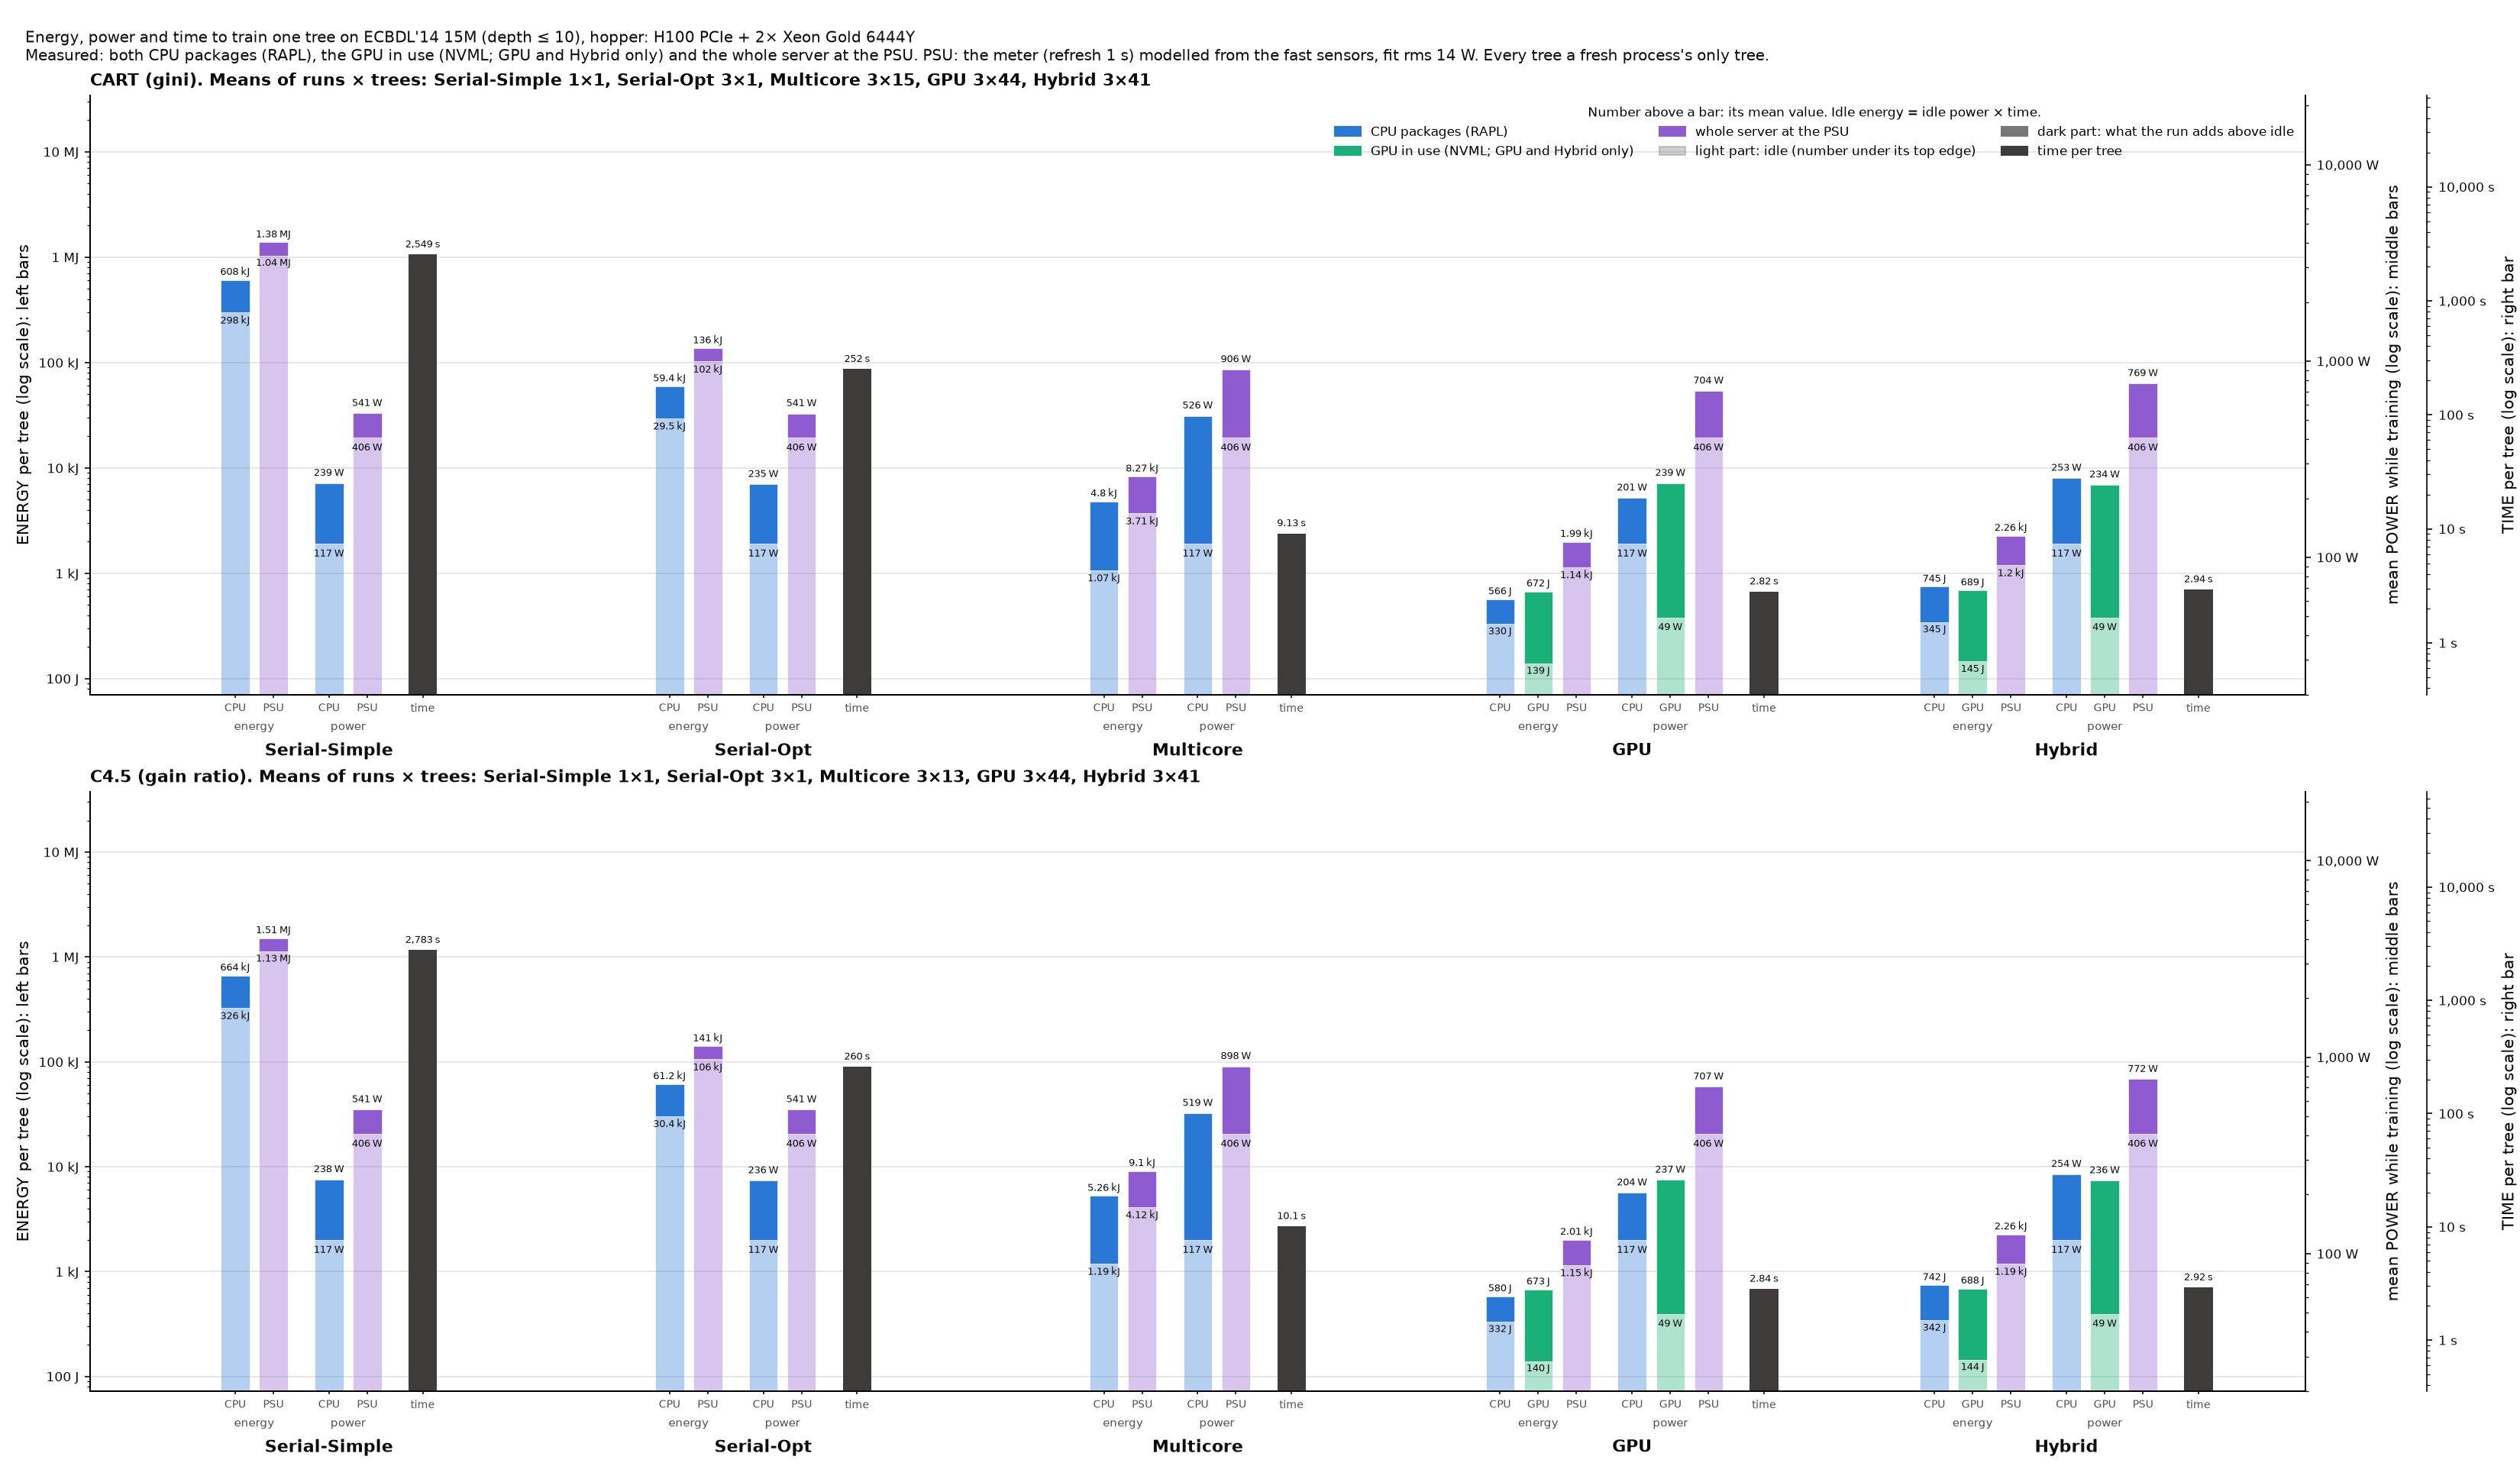 Energy, power and time to train one tree on ECBDL'14 15M (depth ≤ 10), hopper: H100 PCIe + 2× Xeon Gold 6444Y
Measured: both CPU packages (RAPL), the GPU in use (NVML; GPU and Hybrid only) and the whole server at the PSU. PSU: the meter (refresh 1 s) modelled from the fast sensors, fit rms 14 W. Every tree a fresh process's only tree.
CART (gini). Means of runs × trees: Serial-Simple 1×1, Serial-Opt 3×1, Multicore 3×15, GPU 3×44, Hybrid 3×41
Number above a bar: its mean value. Idle energy = idle power × time.
CPU packages (RAPL)
GPU in use (NVML; GPU and Hybrid only)
whole server at the PSU
light part: idle (number under its top edge)
dark part: what the run adds above idle
time per tree
ENERGY per tree (log scale): left bars
10 MJ
1 MJ
100 kJ
10 kJ
1 kJ
100 J
608 kJ
298 kJ
1.38 MJ
1.04 MJ
239 W
117 W
541 W
406 W
2,549 s
59.4 kJ
29.5 kJ
136 kJ
102 kJ
235 W
117 W
541 W
406 W
252 s
4.8 kJ
1.07 kJ
8.27 kJ
3.71 kJ
526 W
117 W
906 W
406 W
9.13 s
566 J
330 J
672 J
139 J
1.99 kJ
1.14 kJ
201 W
117 W
239 W
49 W
704 W
406 W
2.82 s
745 J
345 J
689 J
145 J
2.26 kJ
1.2 kJ
253 W
117 W
234 W
49 W
769 W
406 W
2.94 s
10,000 W
1,000 W
100 W
mean POWER while training (log scale): middle bars
10,000 s
1,000 s
100 s
10 s
1 s
TIME per tree (log scale): right bar
CPU PSU CPU PSU time
energy power
Serial-Simple
CPU PSU CPU PSU time
energy power
Serial-Opt
CPU PSU CPU PSU time
energy power
Multicore
CPU GPU PSU CPU GPU PSU time
energy power
GPU
CPU GPU PSU CPU GPU PSU time
energy power
Hybrid
C4.5 (gain ratio). Means of runs × trees: Serial-Simple 1×1, Serial-Opt 3×1, Multicore 3×13, GPU 3×44, Hybrid 3×41
ENERGY per tree (log scale): left bars
10 MJ
1 MJ
100 kJ
10 kJ
1 kJ
100 J
664 kJ
326 kJ
1.51 MJ
1.13 MJ
238 W
117 W
541 W
406 W
2,783 s
61.2 kJ
30.4 kJ
141 kJ
106 kJ
236 W
117 W
541 W
406 W
260 s
5.26 kJ
1.19 kJ
9.1 kJ
4.12 kJ
519 W
117 W
898 W
406 W
10.1 s
580 J
332 J
673 J
140 J
2.01 kJ
1.15 kJ
204 W
117 W
237 W
49 W
707 W
406 W
2.84 s
742 J
342 J
688 J
144 J
2.26 kJ
1.19 kJ
254 W
117 W
236 W
49 W
772 W
406 W
2.92 s
10,000 W
1,000 W
100 W
mean POWER while training (log scale): middle bars
10,000 s
1,000 s
100 s
10 s
1 s
TIME per tree (log scale): right bar
CPU PSU CPU PSU time
energy power
Serial-Simple
CPU PSU CPU PSU time
energy power
Serial-Opt
CPU PSU CPU PSU time
energy power
Multicore
CPU GPU PSU CPU GPU PSU time
energy power
GPU
CPU GPU PSU CPU GPU PSU time
energy power
Hybrid